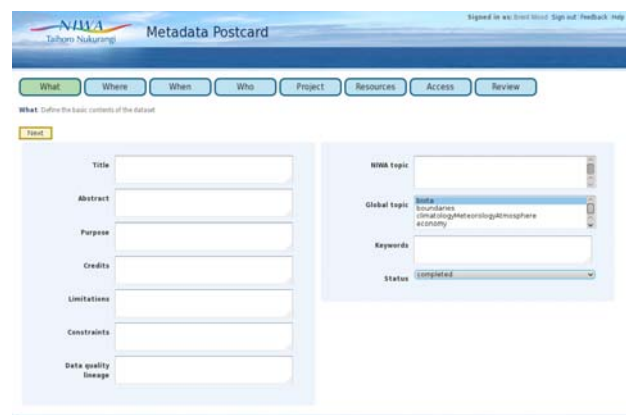 NIWA
Taihoro Nukurangi
Metadata Postcard
Signed in as: Brent Wood Sign out Feedback Help
What Where When Who Project Resources Access Review
What: Define the basic contents of the dataset
Next
Title
Abstract
Purpose
Credits
Limitations
Constraints
Data quality
lineage
NIWA topic
Global topic
biota
boundaries
climatologyMeteorologyAtmosphere
economy
Keywords
Status
completed